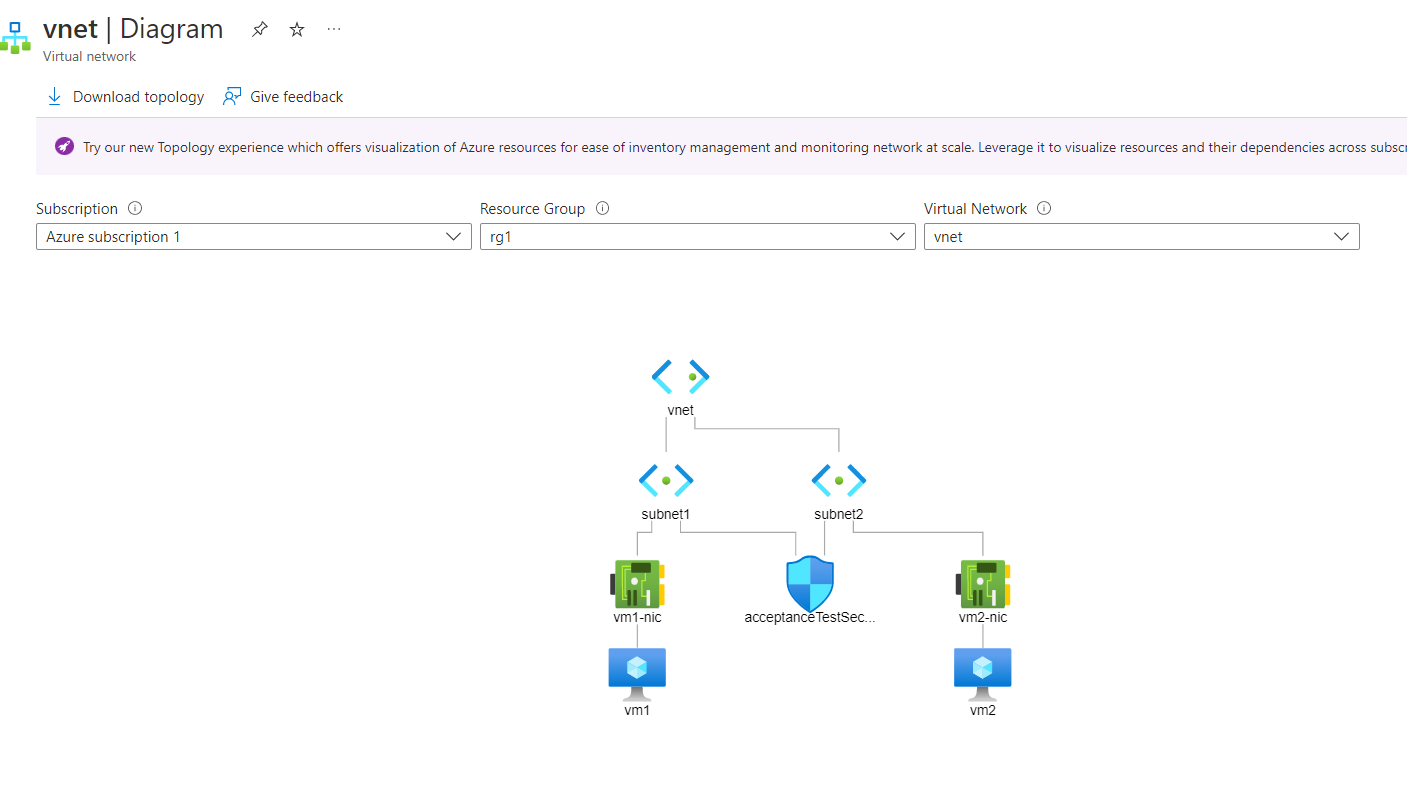 vnet | Diagram
Virtual network
Download topology Give feedback
Try our new Topology experience which offers visualization of Azure resources for ease of inventory management and monitoring network at scale. Leverage it to visualize resources and their dependencies across subscr
Subscription Resource Group Virtual Network
Azure subscription 1 rg1 vnet
vnet
subnet1 subnet2
vm1-nic acceptanceTestSec... vm2-nic
vm1 vm2